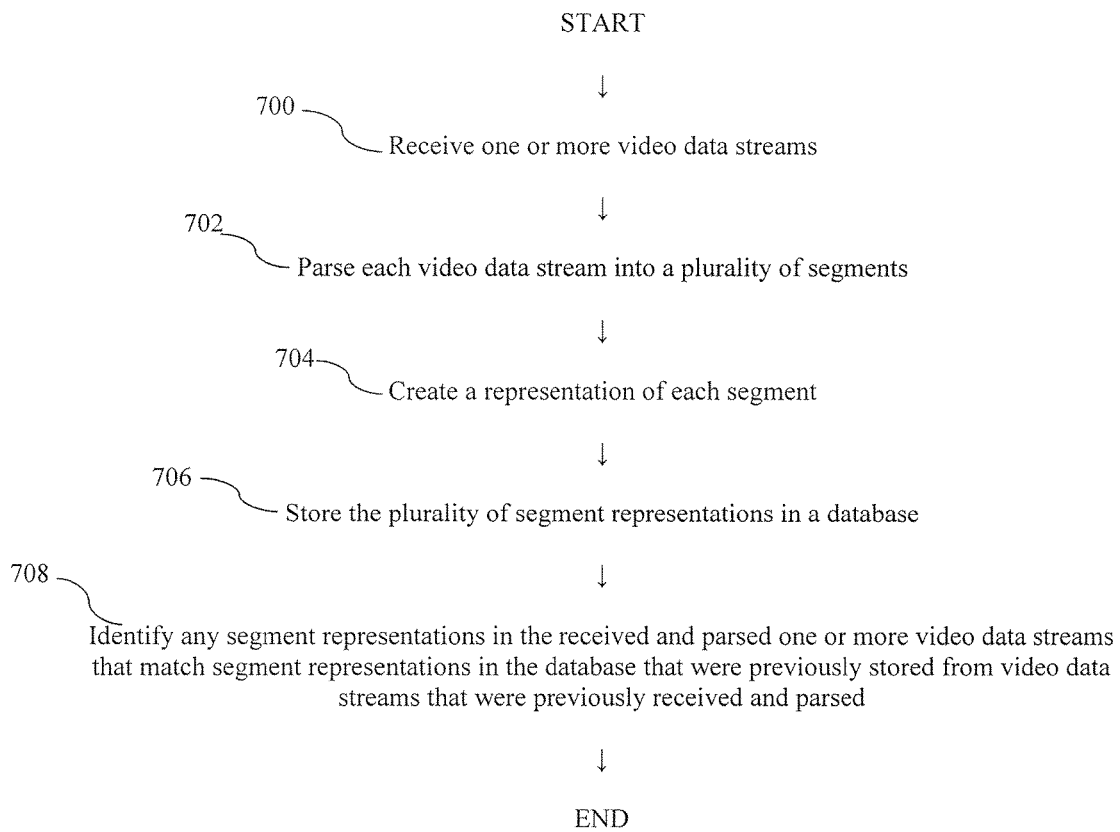 START
↓
700
Receive one or more video data streams
↓
702
Parse each video data stream into a plurality of segments
↓
704
Create a representation of each segment
↓
706
Store the plurality of segment representations in a database
↓
708
Identify any segment representations in the received and parsed one or more video data streams
that match segment representations in the database that were previously stored from video data
streams that were previously received and parsed
↓
END